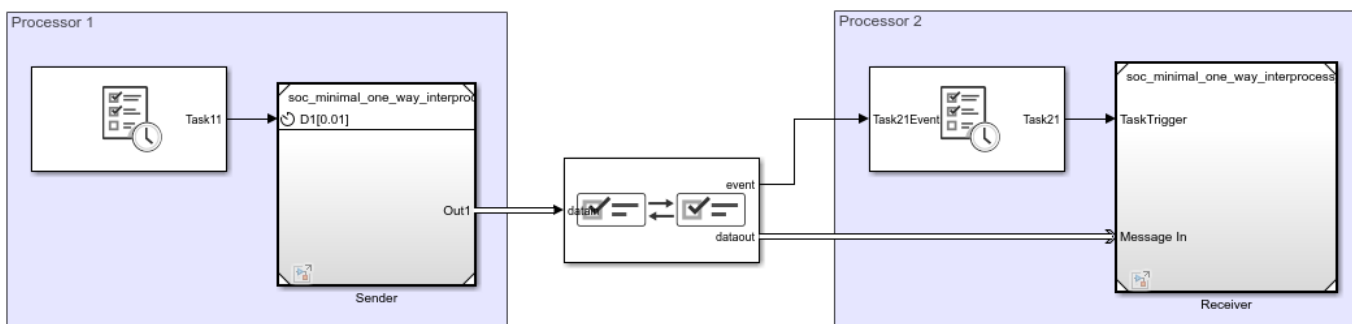 Processor 1
Task11
soc_minimal_one_way_interproc
D1[0.01]
Out1
Sender
datain
event
dataout
Processor 2
Task21Event
Task21
soc_minimal_one_way_interprocess
TaskTrigger
Message In
Receiver